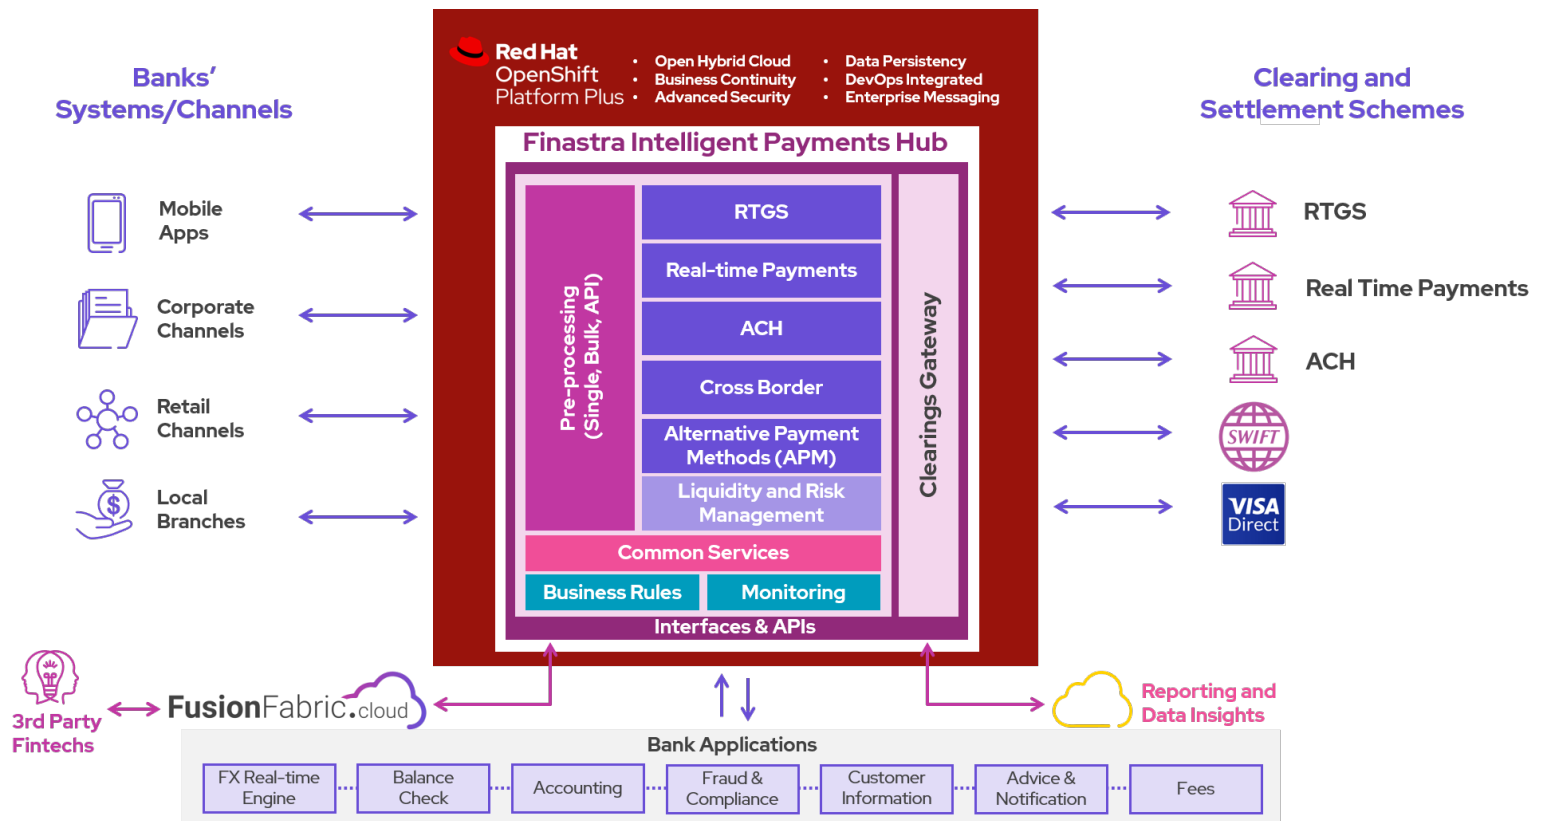 Banks’
Systems/Channels
Mobile
Apps
Corporate
Channels
Retail
Channels
Local
Branches
Red Hat
OpenShift
Platform Plus
• Open Hybrid Cloud
• Business Continuity
• Advanced Security
• Data Persistency
• DevOps Integrated
• Enterprise Messaging
Finastra Intelligent Payments Hub
Pre-processing
(Single, Bulk, API)
RTGS
Real-time Payments
ACH
Cross Border
Alternative Payment
Methods (APM)
Liquidity and Risk
Management
Common Services
Business Rules
Monitoring
Clearings Gateway
Interfaces & APIs
Clearing and
Settlement Schemes
RTGS
Real Time Payments
ACH
SWIFT
VISA
Direct
3rd Party
Fintechs
FusionFabric.cloud
Reporting and
Data Insights
Bank Applications
FX Real-time
Engine
Balance
Check
Accounting
Fraud &
Compliance
Customer
Information
Advice &
Notification
Fees
$